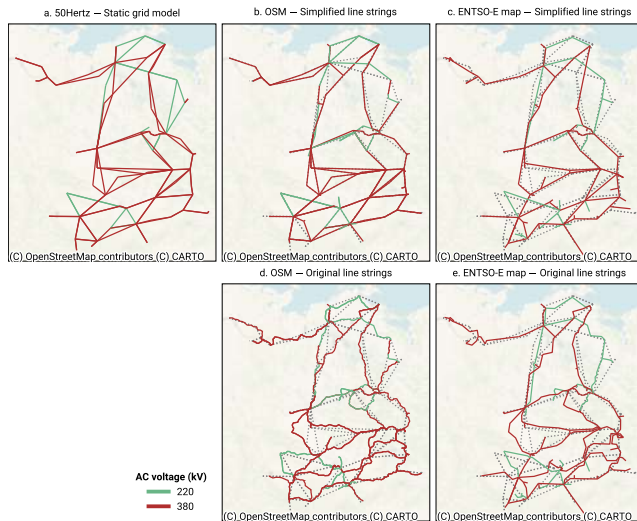 a. 50Hertz — Static grid model
b. OSM — Simplified line strings
c. ENTSO-E map — Simplified line strings
(C) OpenStreetMap contributors (C) CARTO
(C) OpenStreetMap contributors (C) CARTO
(C) OpenStreetMap contributors (C) CARTO
d. OSM — Original line strings
e. ENTSO-E map — Original line strings
AC voltage (kV)
220
380
(C) OpenStreetMap contributors (C) CARTO
(C) OpenStreetMap contributors (C) CARTO